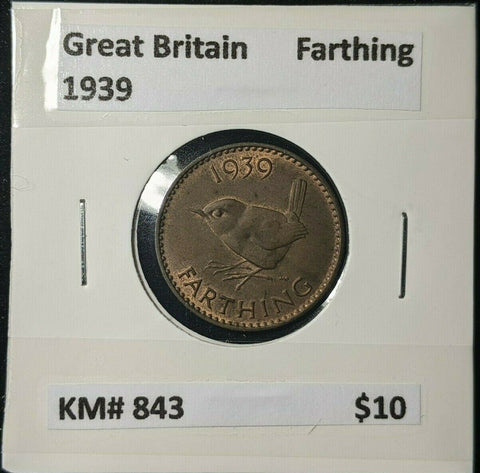 Great Britain Farthing
1939
1939
FARTHING
KM# 843 $10